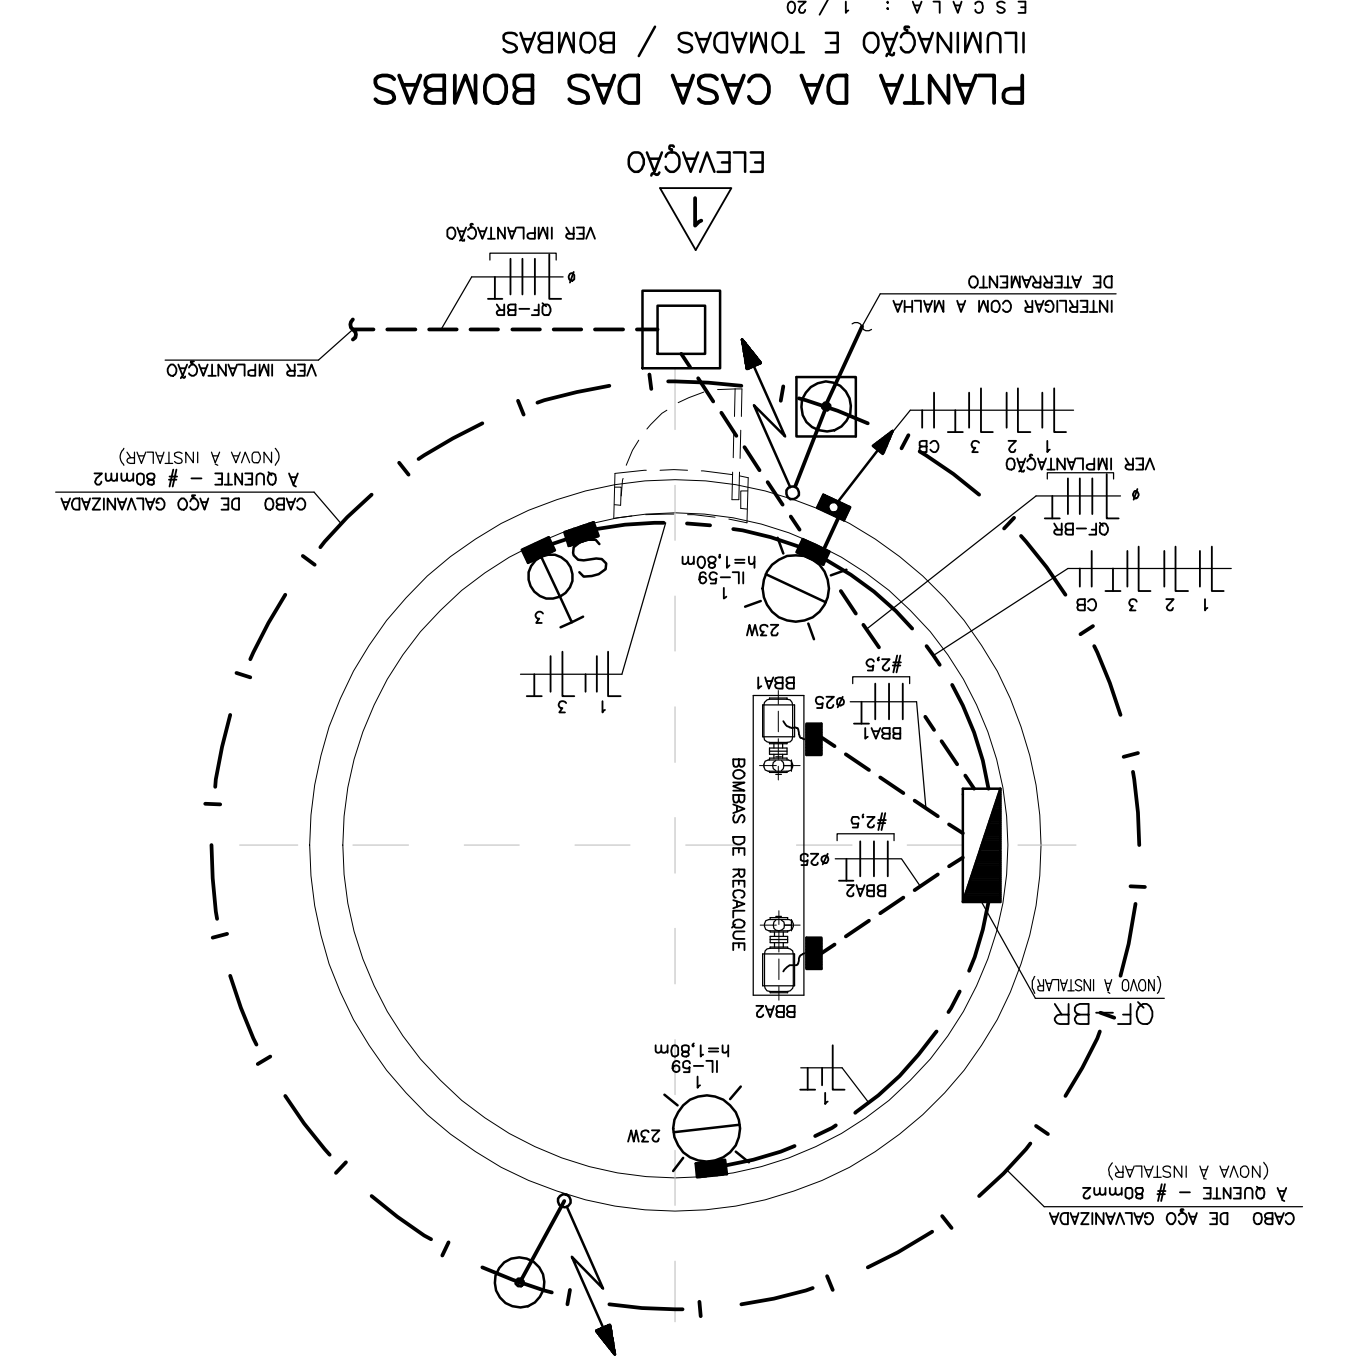 CABO DE AÇO GALVANIZADA
À QUENTE - # 80mm2
(NOVA À INSTALAR)
23W
1
IL-59
h=1,80m
1
QF-BR
(NOVO À INSTALAR)
BBA2
BOMBAS DE RECALQUE
BBA2
ø25
#2,5
BBA1
ø25
#2,5
BBA1
1 3
23W
1
IL-59
h=1,80m
3
S
1 2 3 CB
QF-BR
ø
VER IMPLANTAÇÃO
1 2 3 CB
CABO DE AÇO GALVANIZADA
À QUENTE - # 80mm2
(NOVA À INSTALAR)
VER IMPLANTAÇÃO
INTERLIGAR COM A MALHA
DE ATERRAMENTO
QF-BR
ø
VER IMPLANTAÇÃO
1
ELEVAÇÃO
PLANTA DA CASA DAS BOMBAS
ILUMINAÇÃO E TOMADAS / BOMBAS
ESCALA : 1 / 20